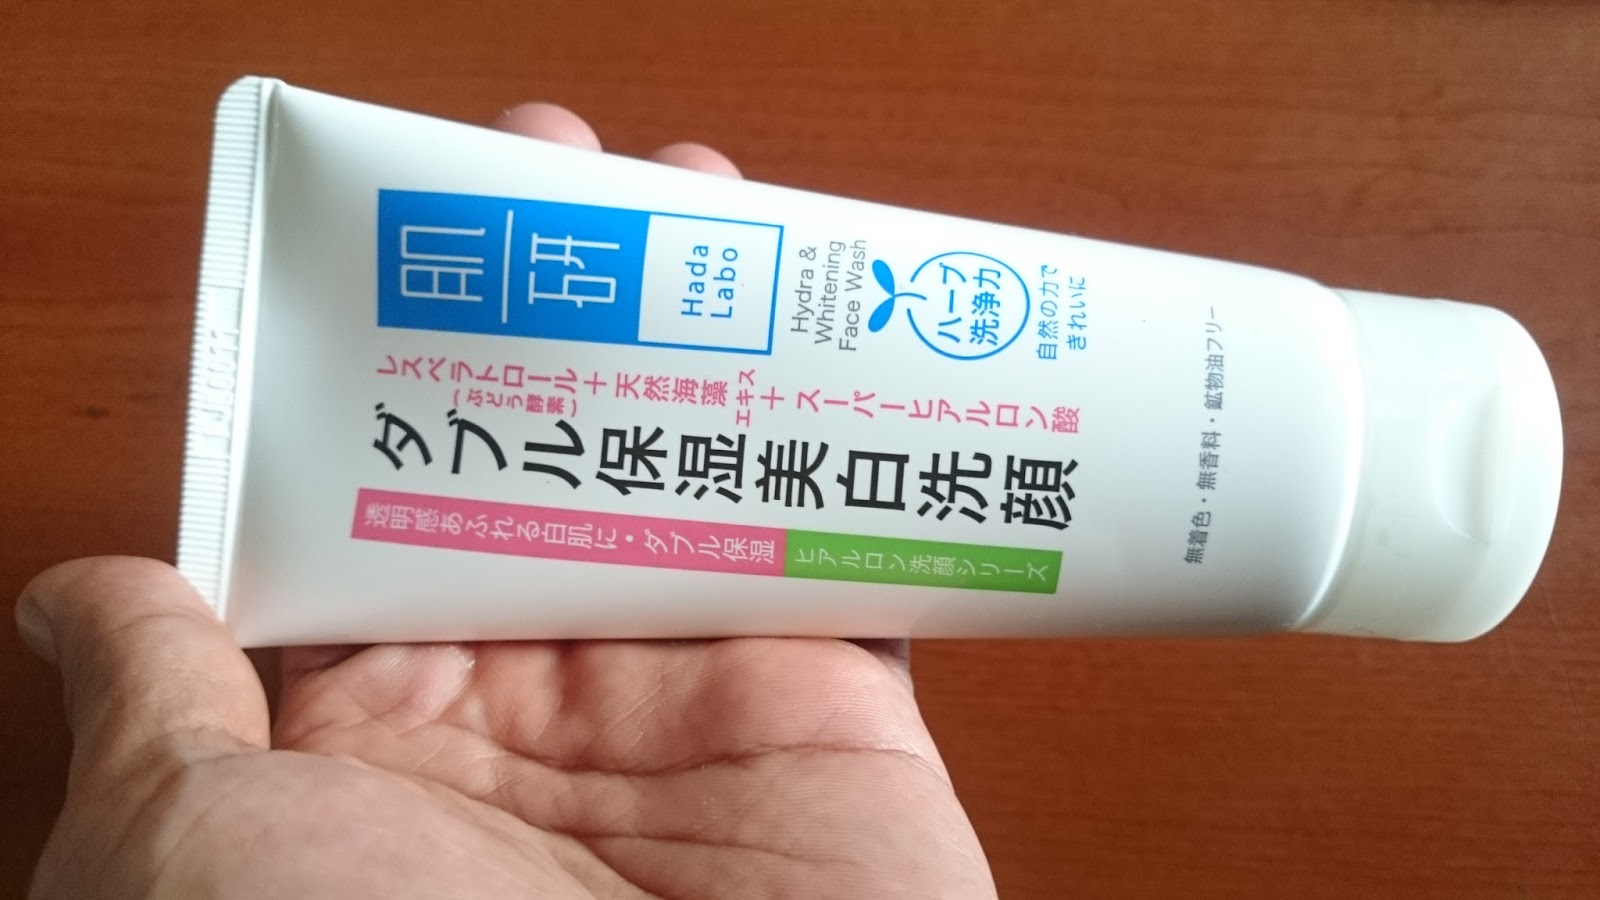 肌研
Hada
Labo
Hydra &
Whitening
Face Wash
ハーブ
洗浄力
自然の力で
きれいに
レスベラトロール＋天然海藻エキス＋スーパーヒアルロン酸
(ぶどう酵素)
ダブル保湿美白洗顔
透明感あふれる白肌に・ダブル保湿
ヒアルロン洗顔シリーズ
無着色・無香料・鉱物油フリー